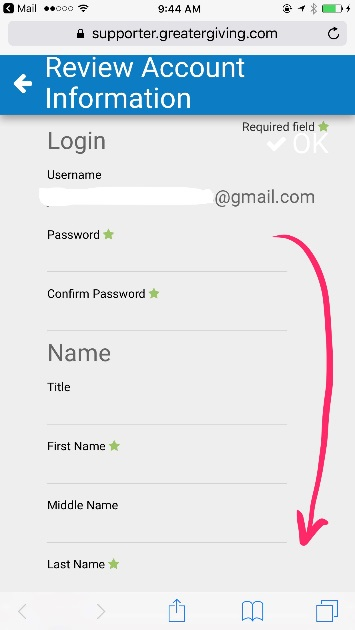 Mail 9:44 AM
supporter.greatergiving.com
Review Account
Information
Required field
Login
OK
Username
@gmail.com
Password
Confirm Password
Name
Title
First Name
Middle Name
Last Name